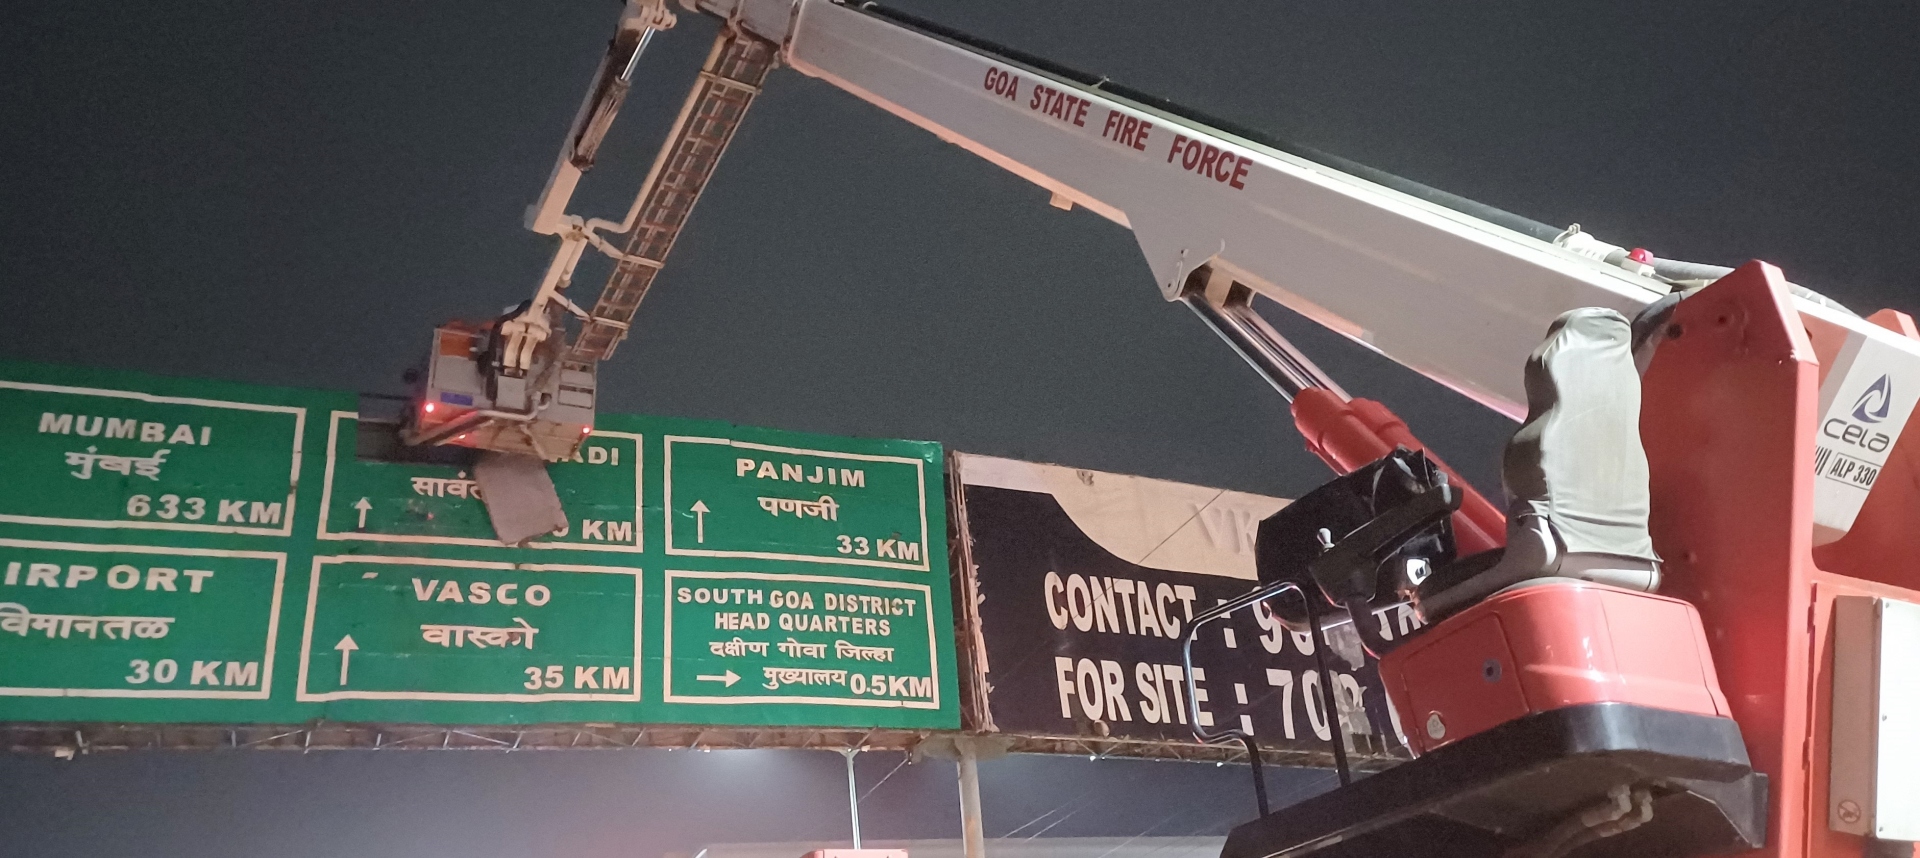 GOA STATE FIRE FORCE
cela
ALP 330
MUMBAI
मुंबई
633 KM
KM
PANJIM
पणजी
33 KM
IRPORT
विमानतळ
30 KM
VASCO
वास्को
35 KM
SOUTH GOA DISTRICT
HEAD QUARTERS
दक्षीण गोवा जिल्हा
मुख्यालय 0.5KM
CONTACT :
FOR SITE : 70